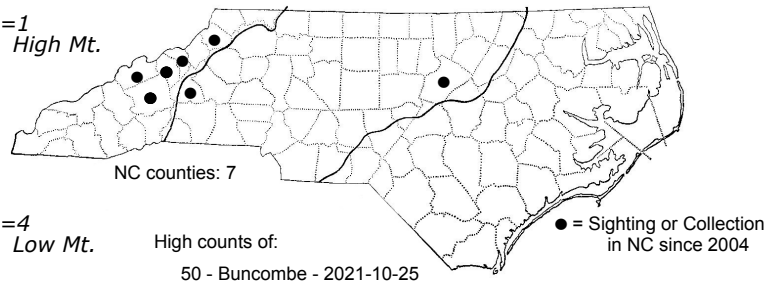 =1
High Mt.
NC counties: 7
=4
Low Mt.
High counts of:
50 - Buncombe - 2021-10-25
● = Sighting or Collection
in NC since 2004